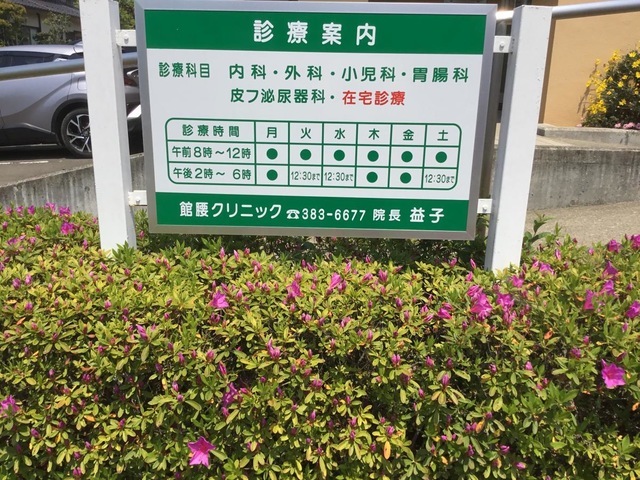 診療案内
診療科目 内科・外科・小児科・胃腸科
皮フ泌尿器科・在宅診療
診療時間 月 火 水 木 金 土
午前8時～12時 ● ● ● ● ● ●
午後2時～6時 ● 12:30まで 12:30まで ● ● 12:30まで
館腰クリニック ☎383-6677 院長 益子